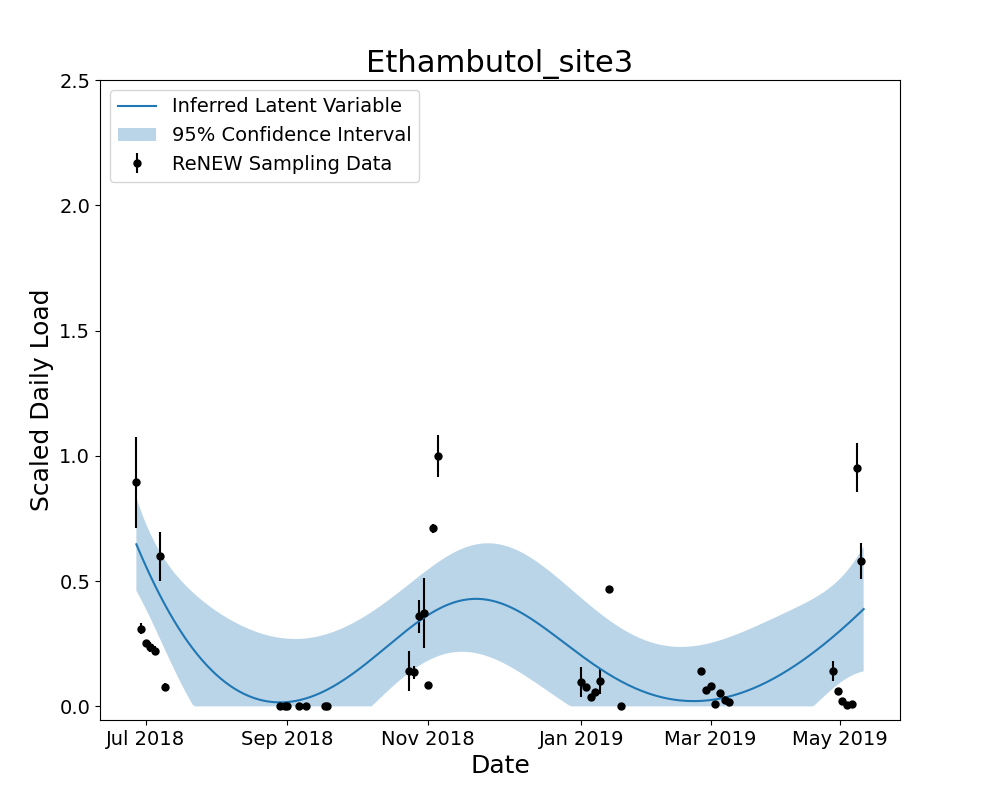 Ethambutol_site3
Inferred Latent Variable
95% Confidence Interval
ReNEW Sampling Data
Scaled Daily Load
2.5
2.0
1.5
1.0
0.5
0.0
Jul 2018
Sep 2018
Nov 2018
Jan 2019
Mar 2019
May 2019
Date